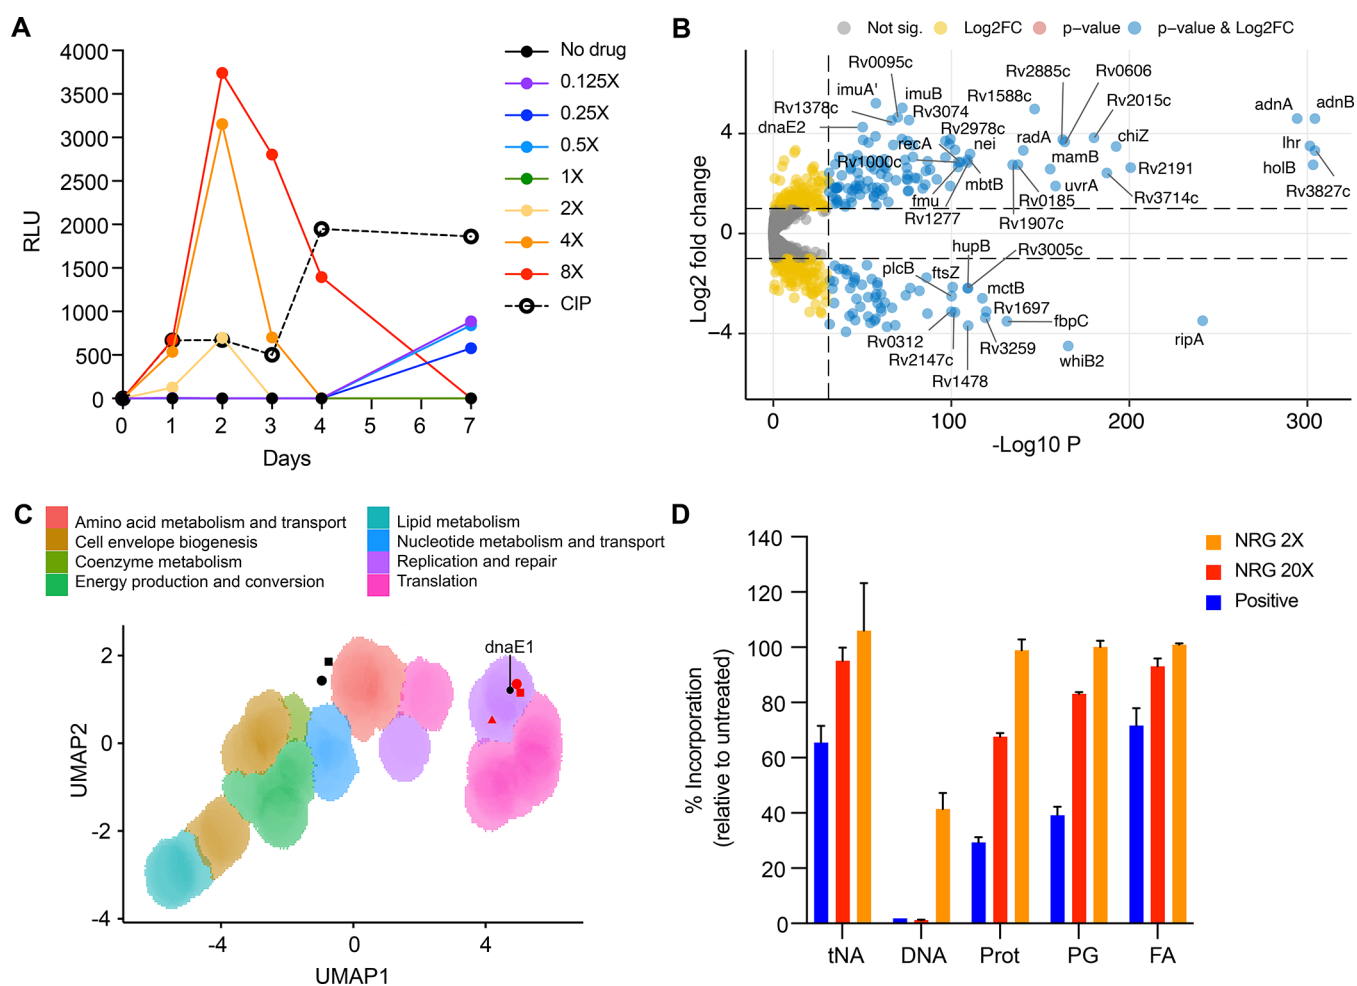 A
4000
3500
3000
2500
2000
1500
1000
500
0
RLU
0 1 2 3 4 5 6 7
Days
No drug
0.125X
0.25X
0.5X
1X
2X
4X
8X
CIP
B
Not sig. Log2FC p−value p−value & Log2FC
Rv0095c
imuA'
imuB
Rv1378c
Rv3074
dnaE2
Rv2978c
recA
nei
Rv1000c
mbtB
fmu
Rv1277
Rv2885c
Rv0606
Rv1588c
Rv2015c
radA
chiZ
mamB
Rv2191
uvrA
Rv0185
Rv3714c
Rv1907c
adnA
adnB
lhr
holB
Rv3827c
hupB
Rv3005c
plcB
ftsZ
mctB
Rv1697
fbpC
Rv0312
Rv2147c
Rv3259
Rv1478
whiB2
ripA
4
0
−4
Log2 fold change
0 100 200 300
-Log10 P
C
Amino acid metabolism and transport
Cell envelope biogenesis
Coenzyme metabolism
Energy production and conversion
Lipid metabolism
Nucleotide metabolism and transport
Replication and repair
Translation
dnaE1
2
0
-2
-4
UMAP2
-4 0 4
UMAP1
D
140
120
100
80
60
40
20
0
% Incorporation
(relative to untreated)
tNA DNA Prot PG FA
NRG 2X
NRG 20X
Positive